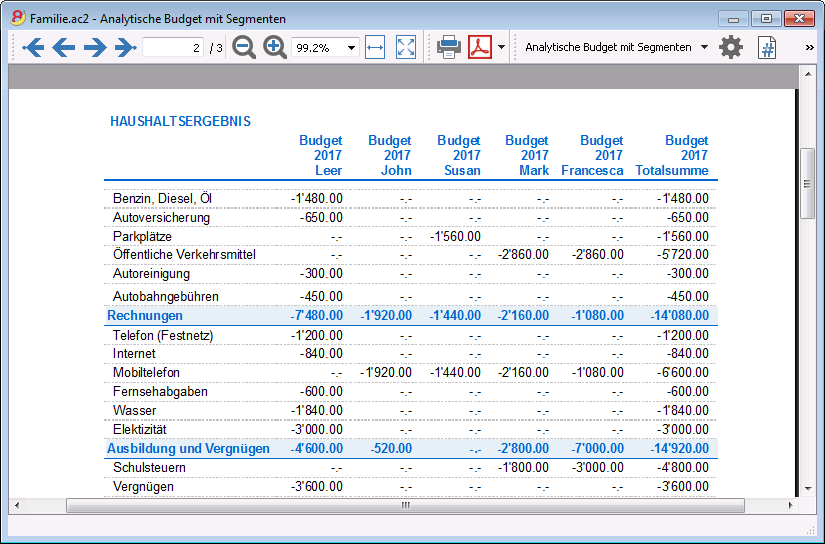 Familie.ac2 - Analytische Budget mit Segmenten
2 / 3 99.2% Analytische Budget mit Segmenten # »
HAUSHALTSERGEBNIS
Budget Budget Budget Budget Budget Budget
2017 2017 2017 2017 2017 2017
Leer John Susan Mark Francesca Totalsumme
Benzin, Diesel, Öl -1'480.00 -.- -.- -.- -.- -1'480.00
Autoversicherung -650.00 -.- -.- -.- -.- -650.00
Parkplätze -.- -.- -1'560.00 -.- -.- -1'560.00
Öffentliche Verkehrsmittel -.- -.- -.- -2'860.00 -2'860.00 -5'720.00
Autoreinigung -300.00 -.- -.- -.- -.- -300.00
Autobahngebühren -450.00 -.- -.- -.- -.- -450.00
Rechnungen -7'480.00 -1'920.00 -1'440.00 -2'160.00 -1'080.00 -14'080.00
Telefon (Festnetz) -1'200.00 -.- -.- -.- -.- -1'200.00
Internet -840.00 -.- -.- -.- -.- -840.00
Mobiltelefon -.- -1'920.00 -1'440.00 -2'160.00 -1'080.00 -6'600.00
Fernsehabgaben -600.00 -.- -.- -.- -.- -600.00
Wasser -1'840.00 -.- -.- -.- -.- -1'840.00
Elektizität -3'000.00 -.- -.- -.- -.- -3'000.00
Ausbildung und Vergnügen -4'600.00 -520.00 -.- -2'800.00 -7'000.00 -14'920.00
Schulsteuern -.- -.- -.- -1'800.00 -3'000.00 -4'800.00
Vergnügen -3'600.00 -.- -.- -.- -.- -3'600.00